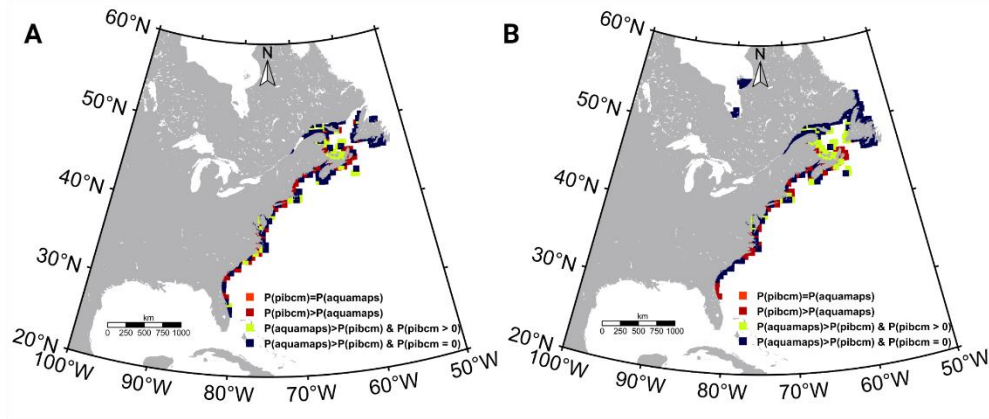 A
60°N
50°N
40°N
30°N
20°N
100°W
90°W
80°W
70°W
60°W
50°W
N
km
0 250 500 750 1000
P(pibcm)=P(aquamaps)
P(pibcm)>P(aquamaps)
P(aquamaps)>P(pibcm) & P(pibcm > 0)
P(aquamaps)>P(pibcm) & P(pibcm = 0)
B
60°N
50°N
40°N
30°N
20°N
100°W
90°W
80°W
70°W
60°W
50°W
N
km
0 250 500 750 1000
P(pibcm)=P(aquamaps)
P(pibcm)>P(aquamaps)
P(aquamaps)>P(pibcm) & P(pibcm > 0)
P(aquamaps)>P(pibcm) & P(pibcm = 0)